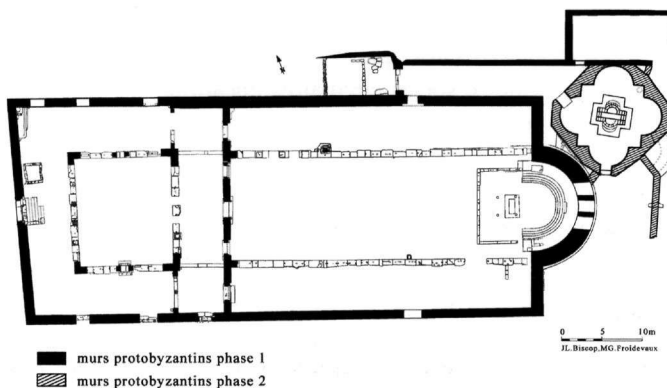 0 5 10m
JL.Biscop,MG.Froidevaux
murs protobyzantins phase 1
murs protobyzantins phase 2